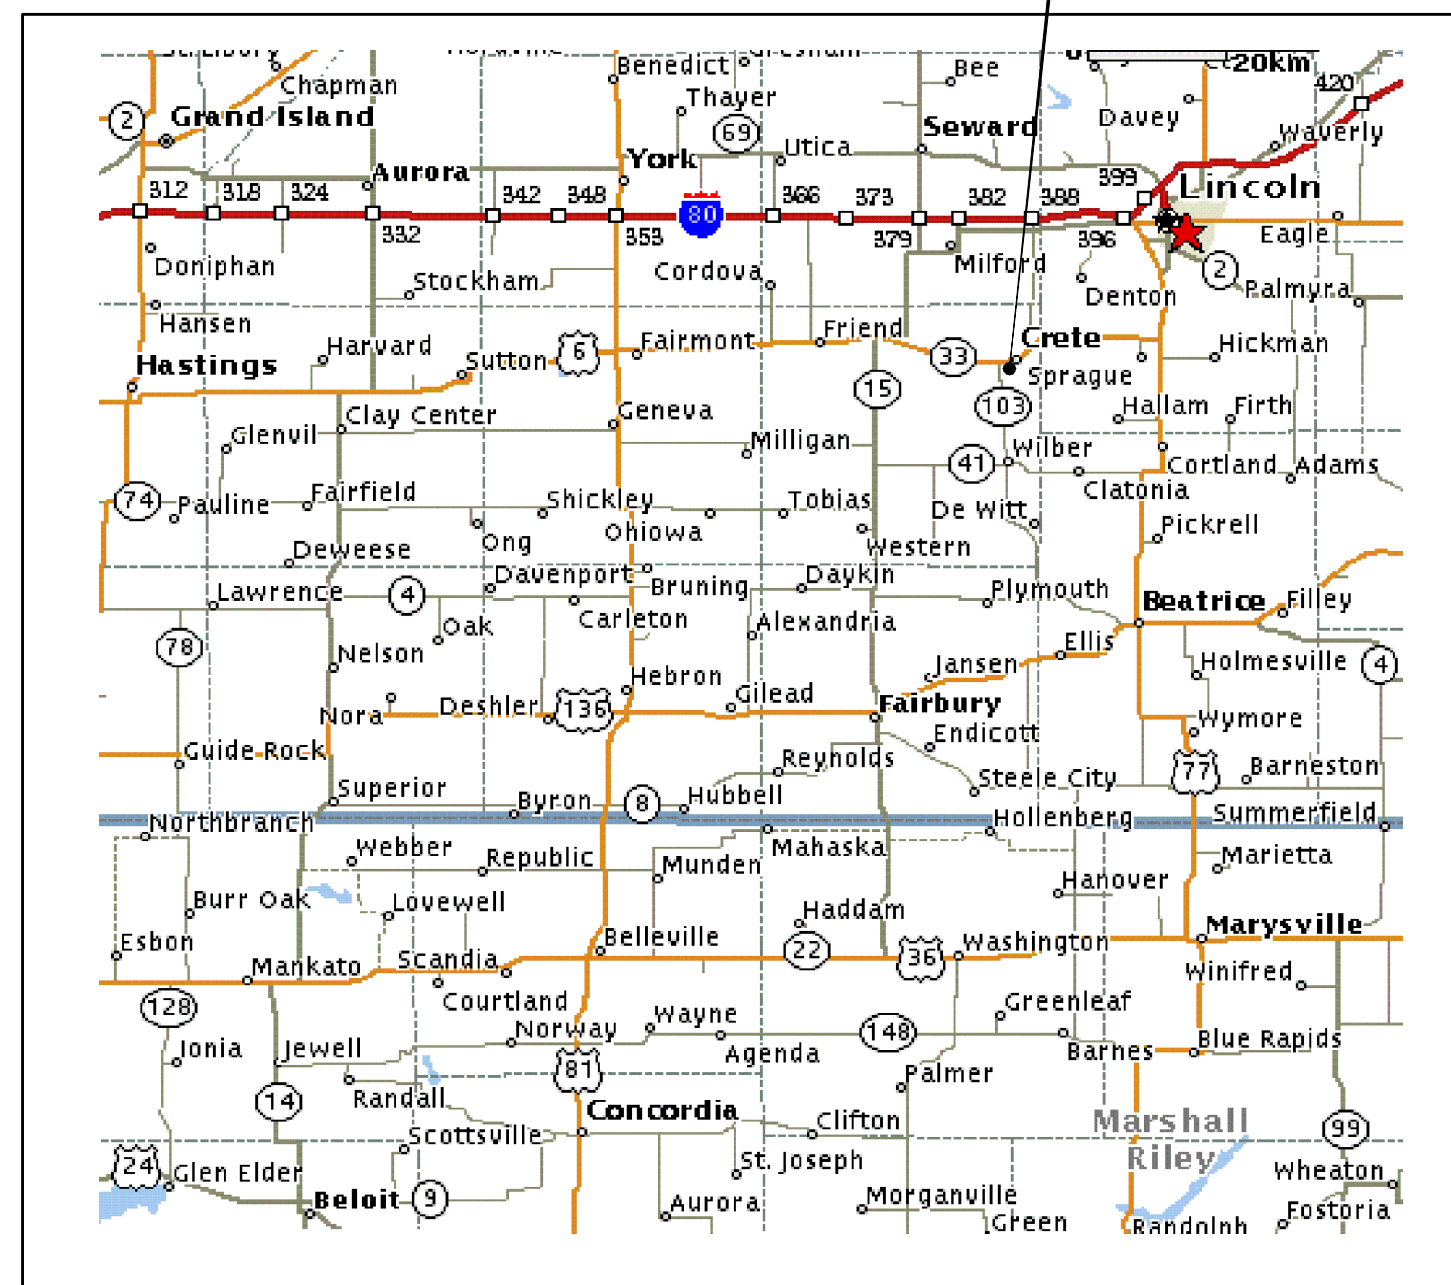 20km
Benedict
Bee
420
Chapman
Thayer
2
Grand Island
69
Seward
Davey
Waverly
Utica
York
Aurora
399
Lincoln
312
318
324
342
348
366
373
382
388
80
332
353
379
396
Eagle
Doniphan
Stockham
Cordova
Milford
2
Denton
Palmyra
Hansen
Harvard
6
Fairmont
Friend
Crete
Hickman
Hastings
Sutton
33
Sprague
15
103
Clay Center
Geneva
Hallam
Firth
Glenvil
Milligan
Wilber
41
Cortland
Adams
74
Pauline
Fairfield
Shickley
Tobias
Clatonia
De Witt
Pickrell
Ong
Ohiowa
Deweese
Western
Davenport
Bruning
Daykin
Lawrence
4
Plymouth
Beatrice
Filley
Carleton
Oak
Alexandria
78
Nelson
Ellis
Hebron
Jansen
Holmesville
4
Nora
Deshler
136
Gilead
Fairbury
Endicott
Wymore
Guide Rock
Reynolds
Steele City
77
Barneston
Superior
Byron
8
Hubbell
Northbranch
Hollenberg
Summerfield
Webber
Republic
Munden
Mahaska
Marietta
Burr Oak
Lovewell
Hanover
Haddam
Esbon
Belleville
22
36
Washington
Marysville
Mankato
Scandia
Winifred
128
Courtland
Greenleaf
Norway
Wayne
148
Jonia
Jewell
Agenda
Barnes
Blue Rapids
81
Palmer
14
Randall
Concordia
Clifton
Marshall
99
Scottsville
Riley
24
Glen Elder
St. Joseph
Wheaton
Beloit
9
Aurora
Morganville
Fostoria
Green
Randolph